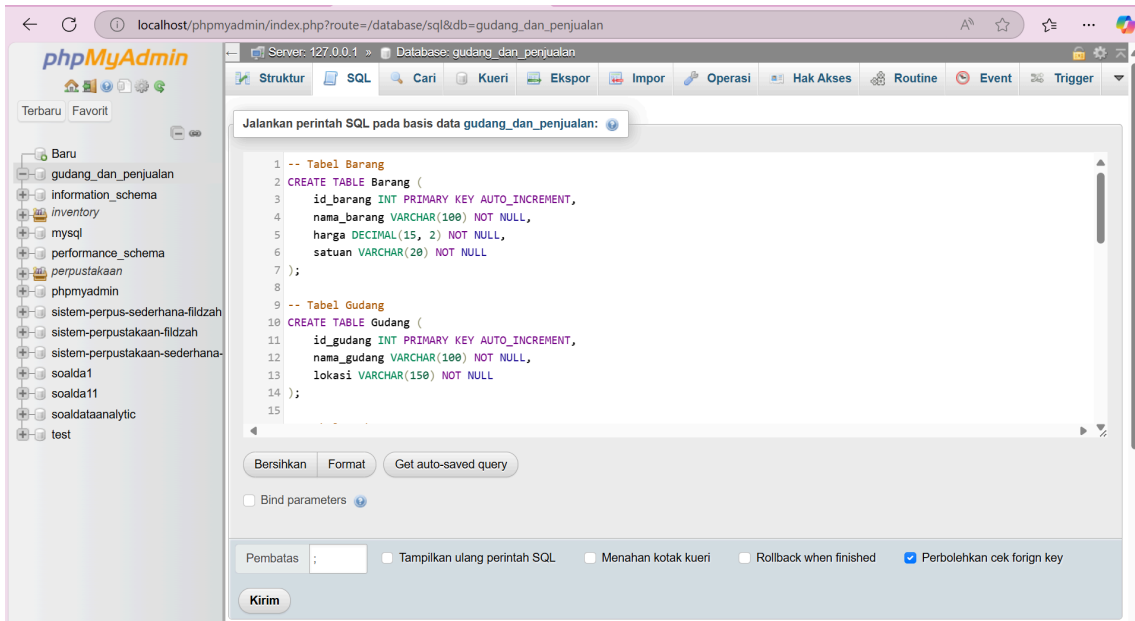 localhost/phpmyadmin/index.php?route=/database/sql&db=gudang_dan_penjualan
phpMyAdmin
Terbaru Favorit
Baru
gudang_dan_penjualan
information_schema
inventory
mysql
performance_schema
perpustakaan
phpmyadmin
sistem-perpus-sederhana-fildzah
sistem-perpustakaan-fildzah
sistem-perpustakaan-sederhana-
soalda1
soalda11
soaldataanalytic
test
Server: 127.0.0.1 » Database: gudang_dan_penjualan
Struktur SQL Cari Kueri Ekspor Impor Operasi Hak Akses Routine Event Trigger
Jalankan perintah SQL pada basis data gudang_dan_penjualan:
1 -- Tabel Barang
2 CREATE TABLE Barang (
3 id_barang INT PRIMARY KEY AUTO_INCREMENT,
4 nama_barang VARCHAR(100) NOT NULL,
5 harga DECIMAL(15, 2) NOT NULL,
6 satuan VARCHAR(20) NOT NULL
7 );
8
9 -- Tabel Gudang
10 CREATE TABLE Gudang (
11 id_gudang INT PRIMARY KEY AUTO_INCREMENT,
12 nama_gudang VARCHAR(100) NOT NULL,
13 lokasi VARCHAR(150) NOT NULL
14 );
15
Bersihkan Format Get auto-saved query
Bind parameters
Pembatas ; Tampilkan ulang perintah SQL Menahan kotak kueri Rollback when finished Perbolehkan cek forign key
Kirim